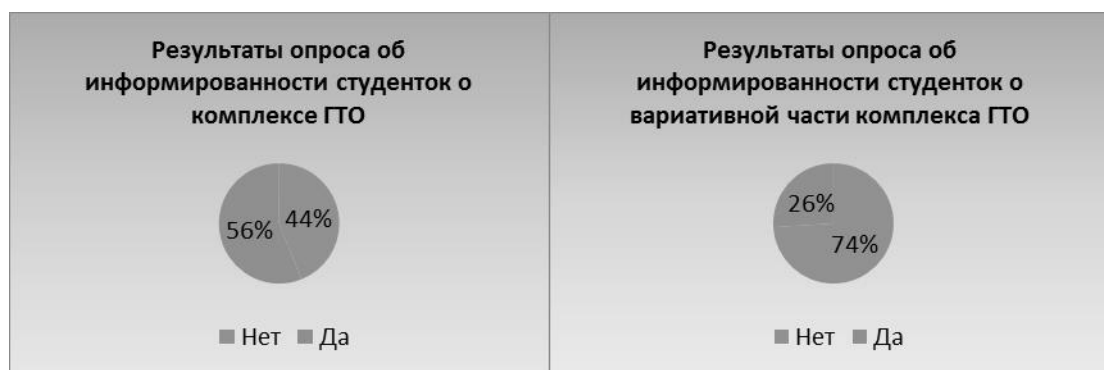 Результаты опроса об
информированности студенток о
комплексе ГТО
56%
44%
Нет Да
Результаты опроса об
информированности студенток о
вариативной части комплекса ГТО
26%
74%
Нет Да